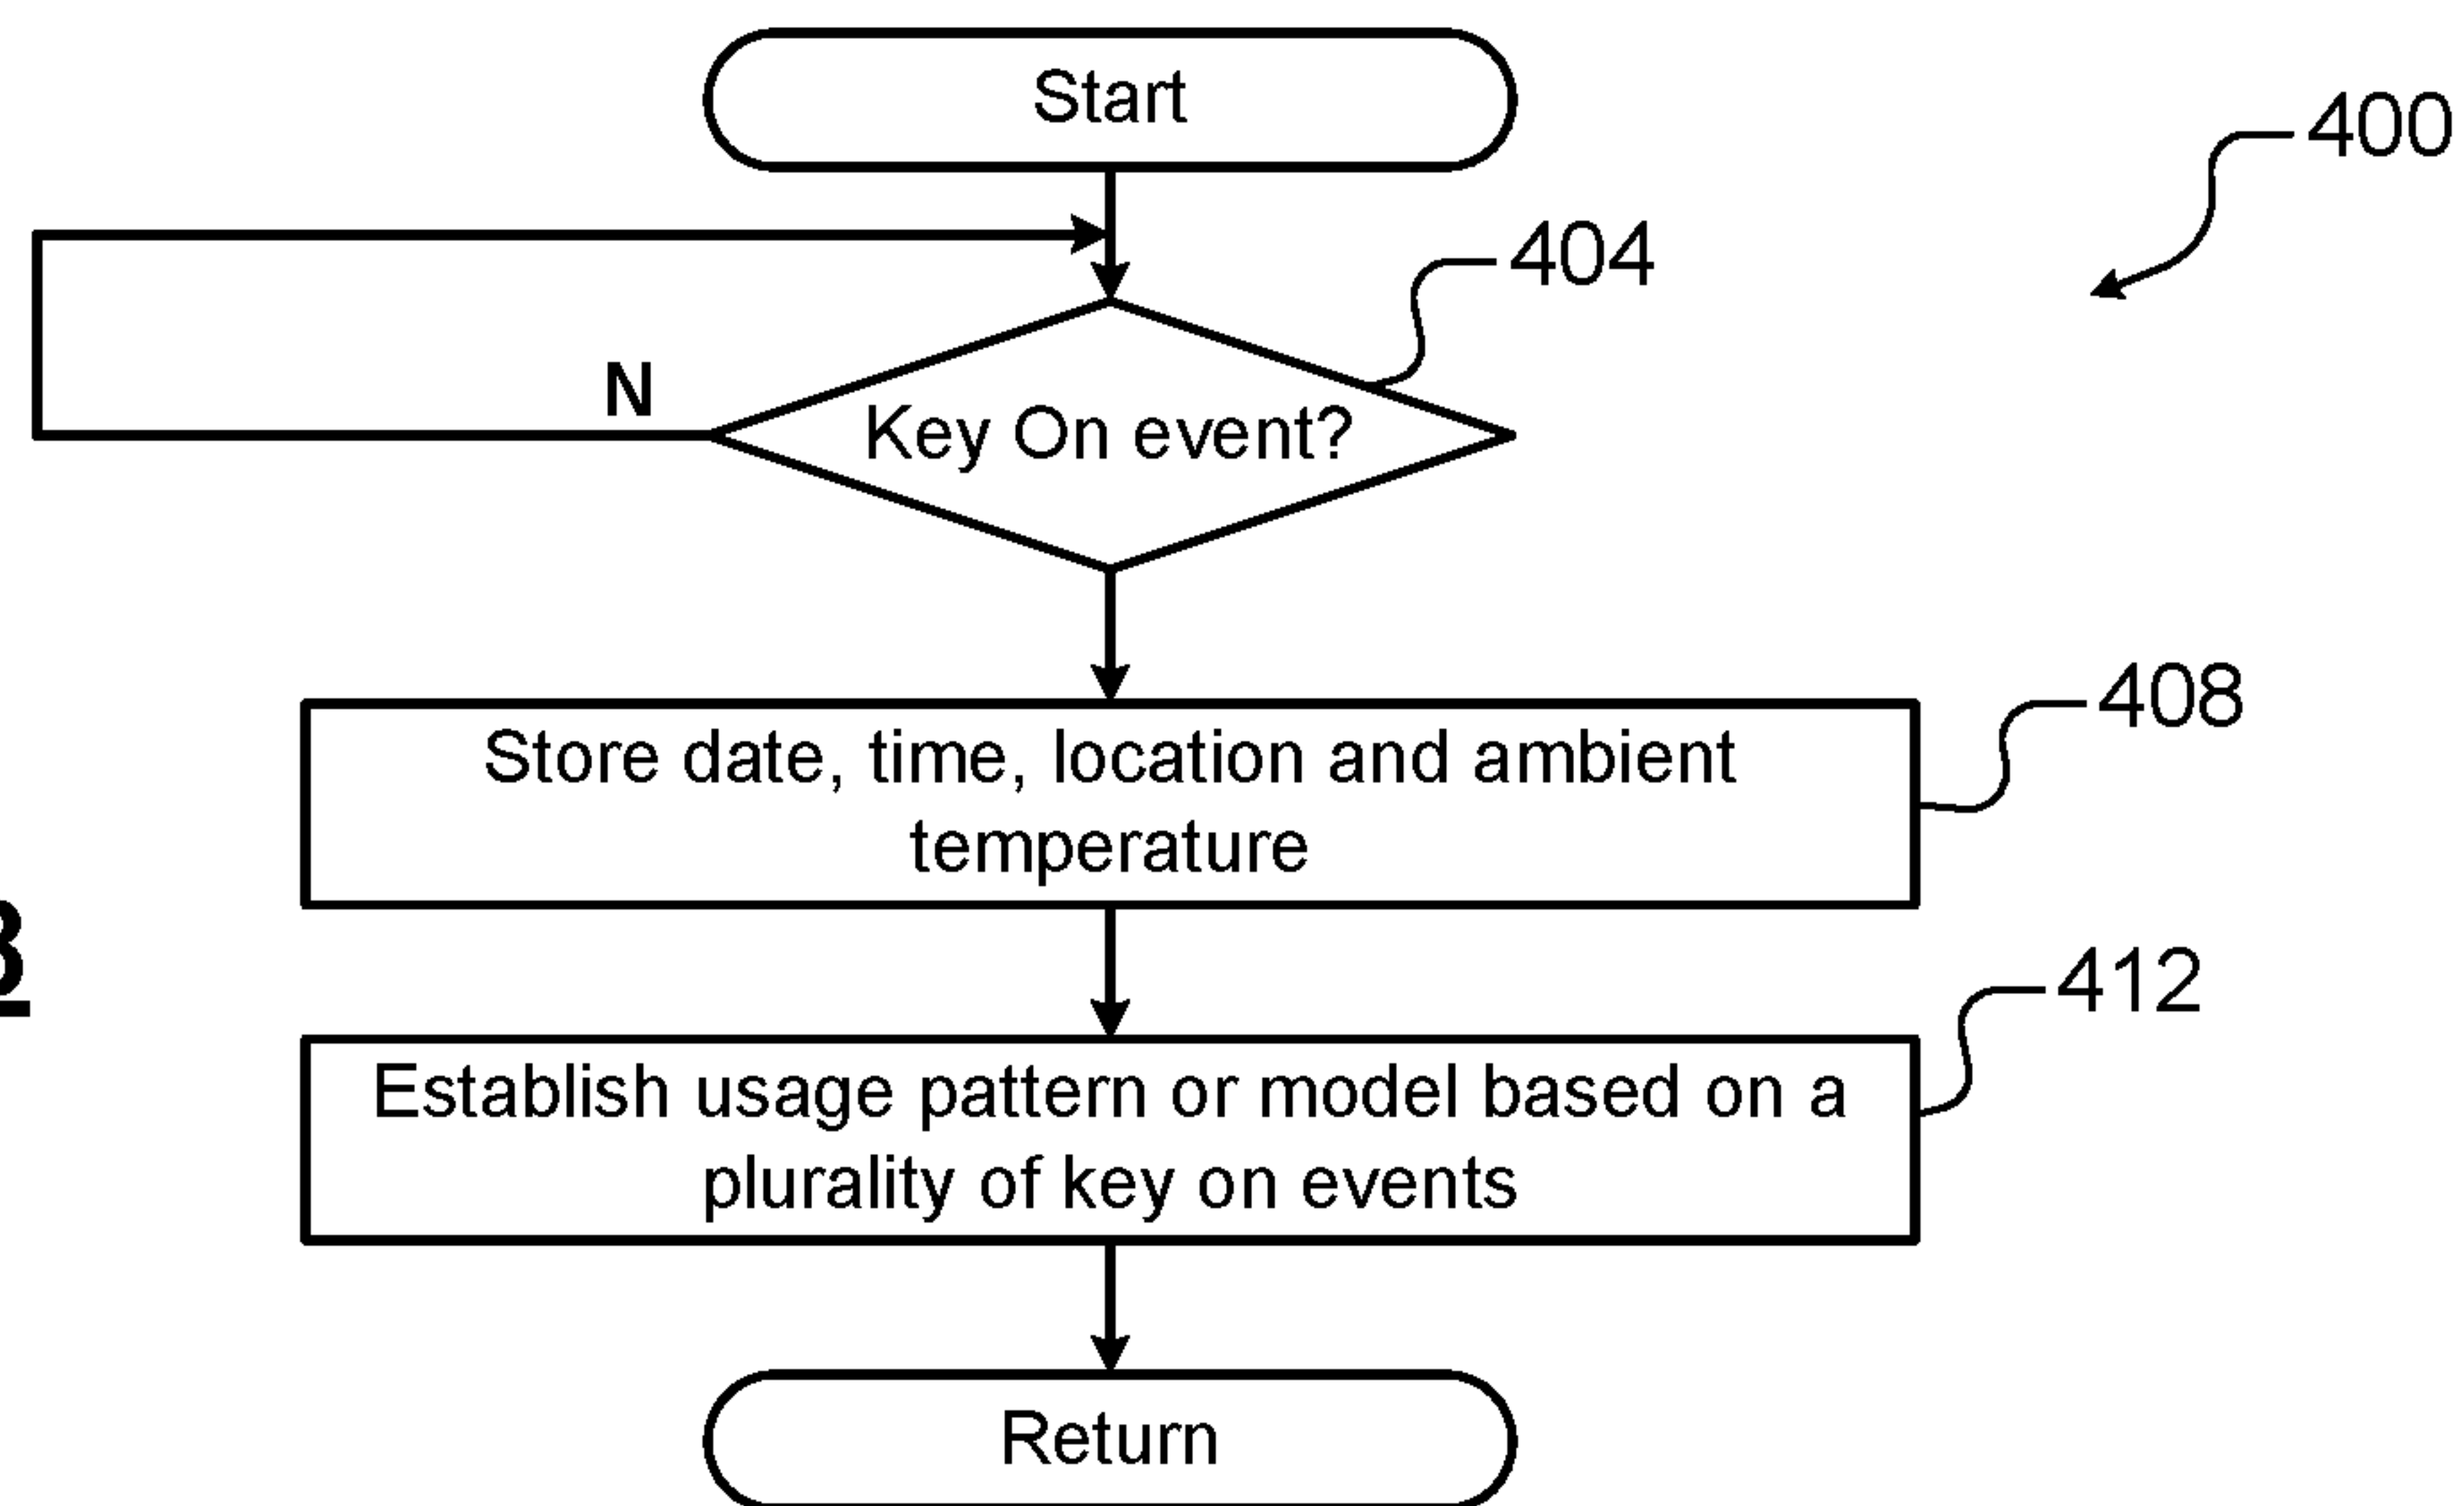 Start
400
404
N
Key On event?
408
Store date, time, location and ambient
temperature
412
Establish usage pattern or model based on a
plurality of key on events
Return